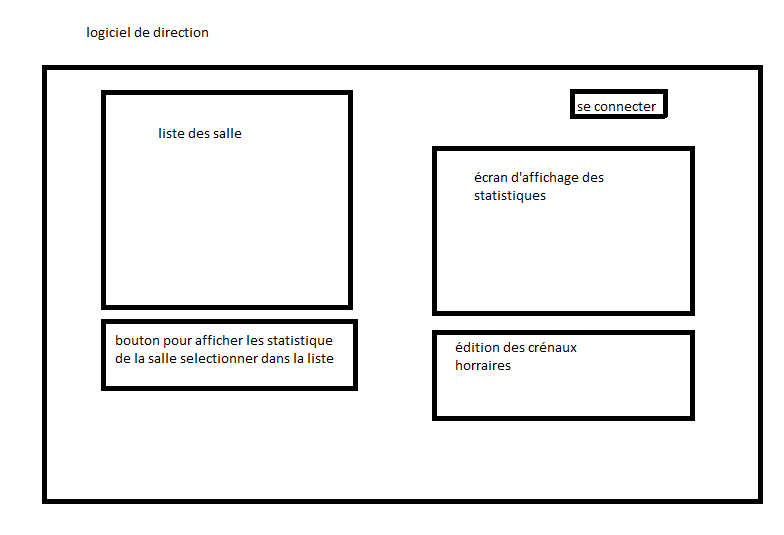 logiciel de direction
liste des salle
se connecter
écran d'affichage des
statistiques
bouton pour afficher les statistique
de la salle selectionner dans la liste
édition des crénaux
horraires